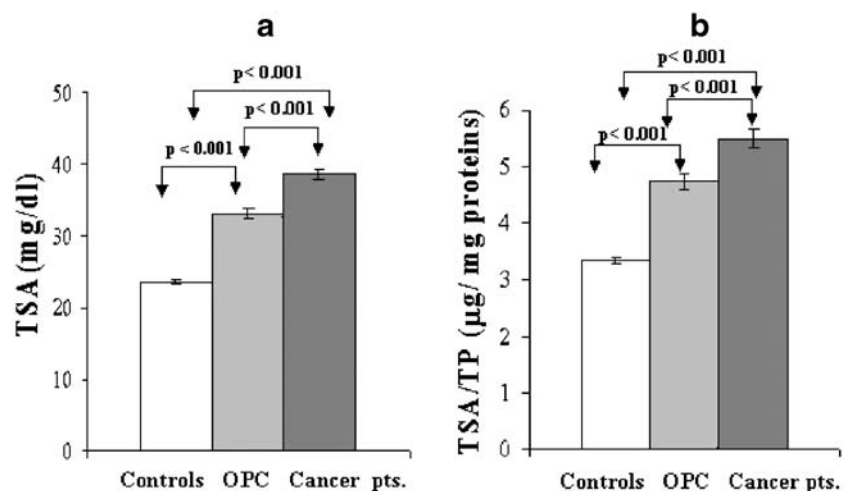 a
p< 0.001
p< 0.001
p< 0.001
50
40
30
20
10
0
TSA (mg/dl)
Controls OPC Cancer pts.
b
p< 0.001
p< 0.001
p< 0.001
6
5
4
3
2
1
0
TSA/TP (µg/ mg proteins)
Controls OPC Cancer pts.